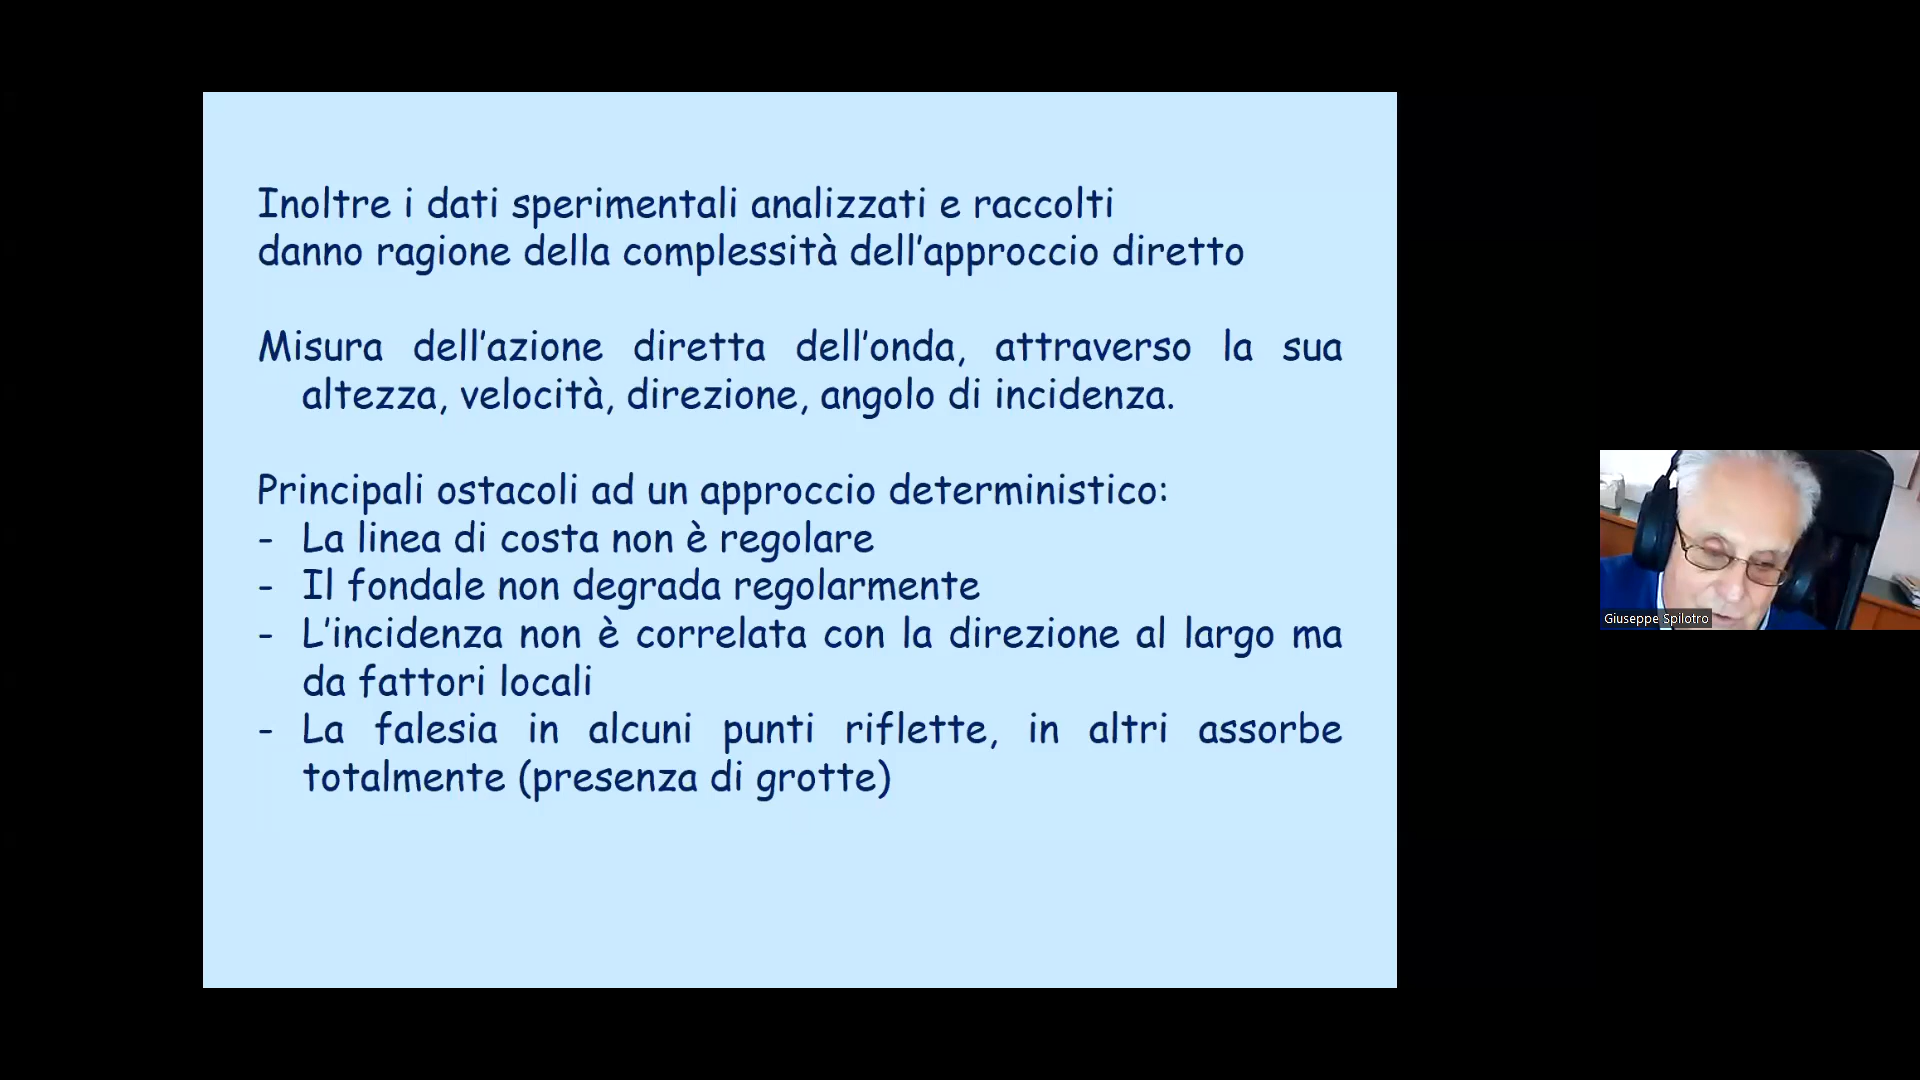 Inoltre i dati sperimentali analizzati e raccolti
danno ragione della complessità dell'approccio diretto
Misura dell'azione diretta dell'onda, attraverso la sua
altezza, velocità, direzione, angolo di incidenza.
Principali ostacoli ad un approccio deterministico:
- La linea di costa non è regolare
- Il fondale non degrada regolarmente
- L'incidenza non è correlata con la direzione al largo ma
da fattori locali
- La falesia in alcuni punti riflette, in altri assorbe
totalmente (presenza di grotte)
Giuseppe Spilotro